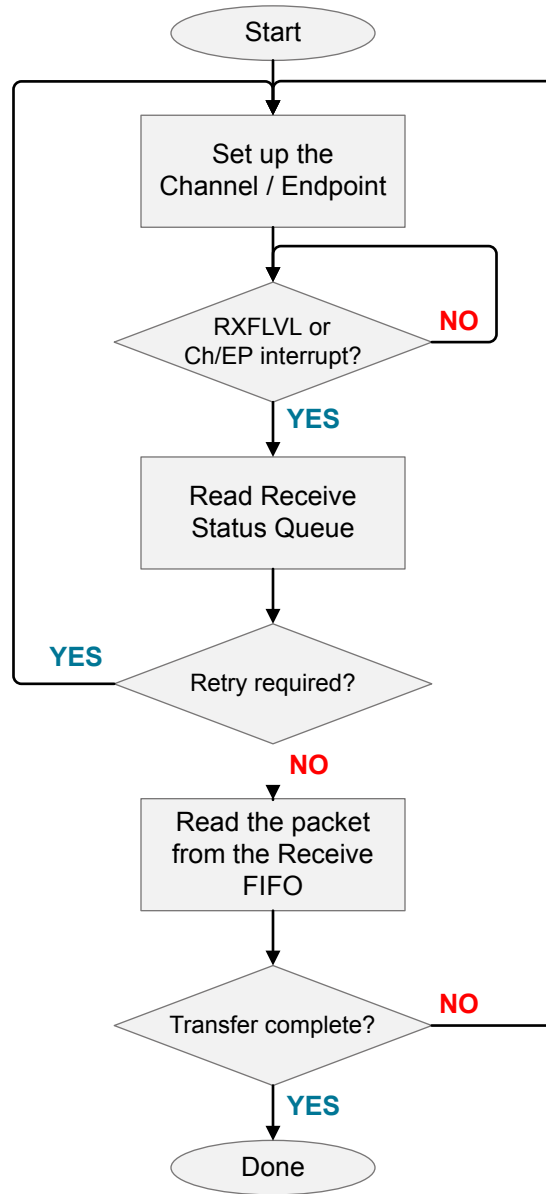 Start
Set up the
Channel / Endpoint
RXFLVL or
Ch/EP interrupt?
NO
YES
Read Receive
Status Queue
YES
Retry required?
NO
Read the packet
from the Receive
FIFO
Transfer complete?
NO
YES
Done